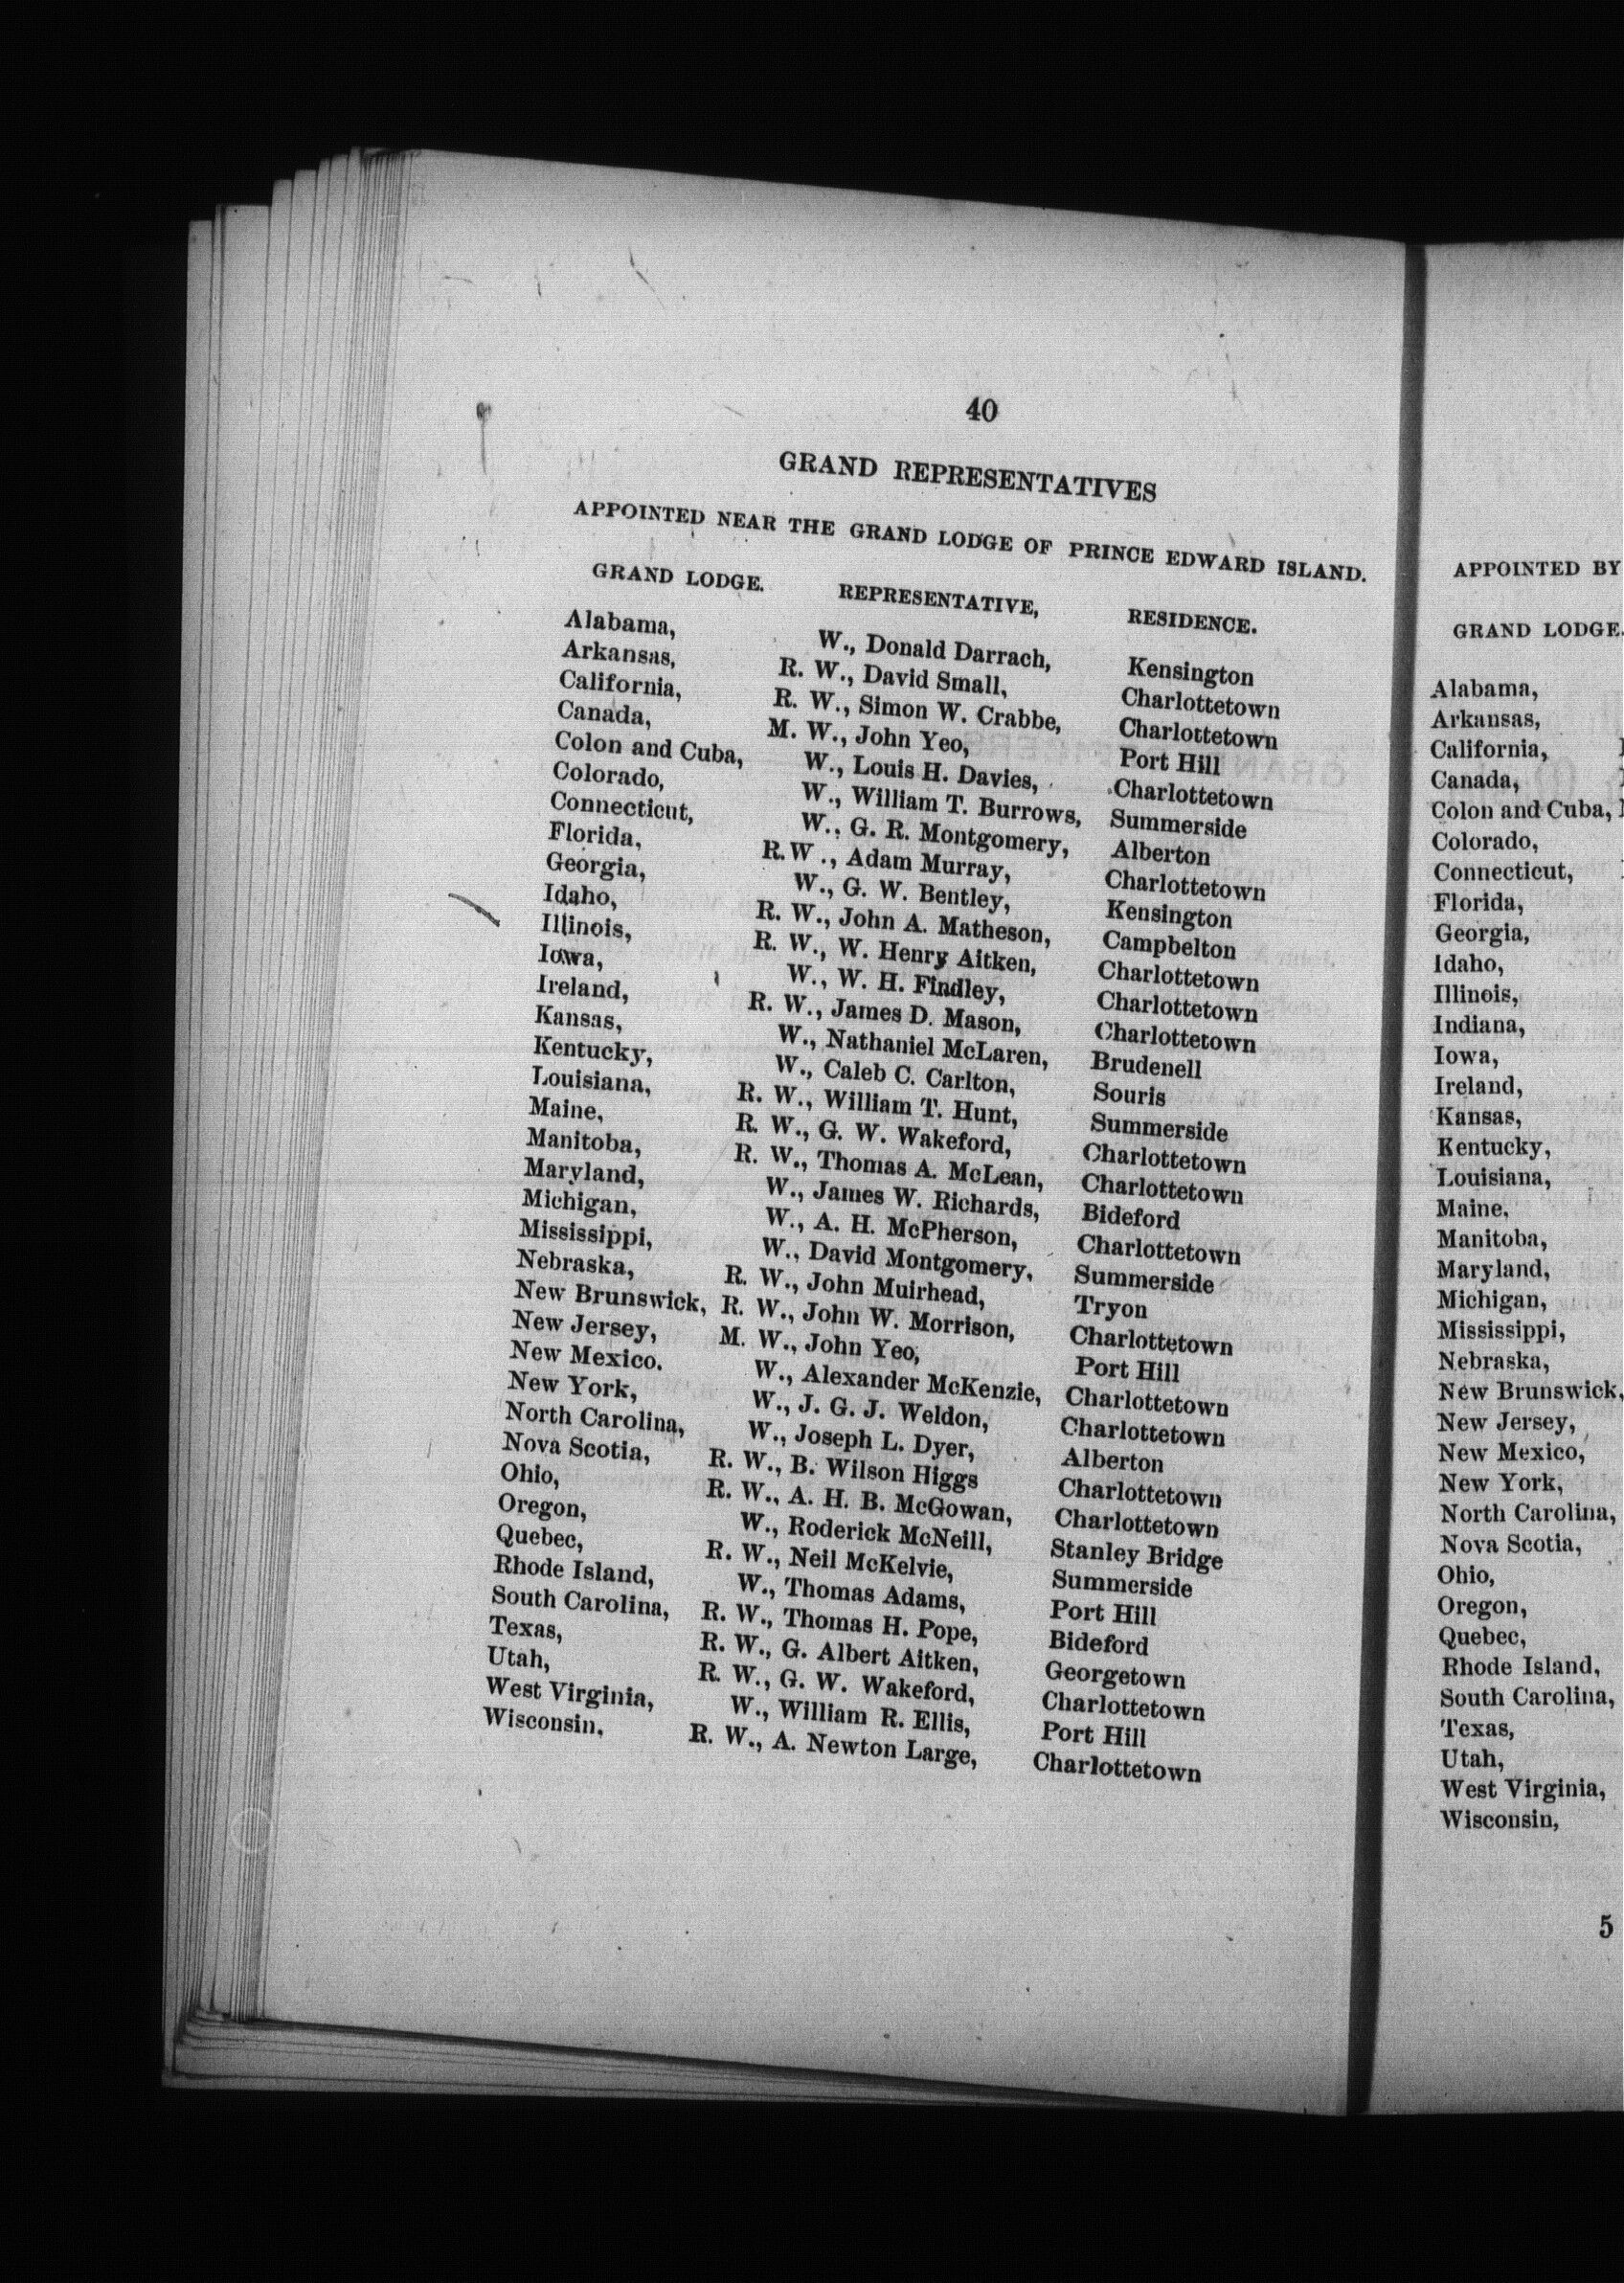 40
GRAND REPRESENTATIVES
APPOINTED NEAR THE GRAND LODGE OF PRINCE EDWARD ISLAND.
GRAND LODGE. REPRESENTATIVE, RESIDENCE.
Alabama, W., Donald Darrach, Kensington
Arkansas, R. W., David Small, Charlottetown
California, R. W., Simon W. Crabbe, Charlottetown
Canada, M. W., John Yeo, Port Hill
Colon and Cuba, W., Louis H. Davies, Charlottetown
Colorado, W., William T. Burrows, Summerside
Connecticut, W., G. R. Montgomery, Alberton
Florida, R.W ., Adam Murray, Charlottetown
Georgia, W., G. W. Bentley, Kensington
Idaho, R. W., John A. Matheson, Campbelton
Illinois, R. W., W. Henry Aitken, Charlottetown
Iowa, W., W. H. Findley, Charlottetown
Ireland, R. W., James D. Mason, Charlottetown
Kansas, W., Nathaniel McLaren, Brudenell
Kentucky, W., Caleb C. Carlton, Souris
Louisiana, R. W., William T. Hunt, Summerside
Maine, R. W., G. W. Wakeford, Charlottetown
Manitoba, R. W., Thomas A. McLean, Charlottetown
Maryland, W., James W. Richards, Bideford
Michigan, W., A. H. McPherson, Charlottetown
Mississippi, W., David Montgomery, Summerside
Nebraska, R. W., John Muirhead, Tryon
New Brunswick, R. W., John W. Morrison, Charlottetown
New Jersey, M. W., John Yeo, Port Hill
New Mexico. W., Alexander McKenzie, Charlottetown
New York, W., J. G. J. Weldon, Charlottetown
North Carolina, W., Joseph L. Dyer, Alberton
Nova Scotia, R. W., B. Wilson Higgs Charlottetown
Ohio, R. W., A. H. B. McGowan, Charlottetown
Oregon, W., Roderick McNeill, Stanley Bridge
Quebec, R. W., Neil McKelvie, Summerside
Rhode Island, W., Thomas Adams, Port Hill
South Carolina, R. W., Thomas H. Pope, Bideford
Texas, R. W., G. Albert Aitken, Georgetown
Utah, R. W., G. W. Wakeford, Charlottetown
West Virginia, W., William R. Ellis, Port Hill
Wisconsin. R. W., A. Newton Large, Charlottetown
APPOINTED BY
GRAND LODGE.
Alabama,
Arkansas,
California,
Canada,
Colon and Cuba,
Colorado,
Connecticut,
Florida,
Georgia,
Idaho,
Illinois,
Indiana,
Iowa,
Ireland,
Kansas,
Kentucky,
Louisiana,
Maine,
Manitoba,
Maryland,
Michigan,
Mississippi,
Nebraska,
New Brunswick,
New Jersey,
New Mexico,
New York,
North Carolina,
Nova Scotia,
Ohio,
Oregon,
Quebec,
Rhode Island,
South Carolina,
Texas,
Utah,
West Virginia,
Wisconsin,
5